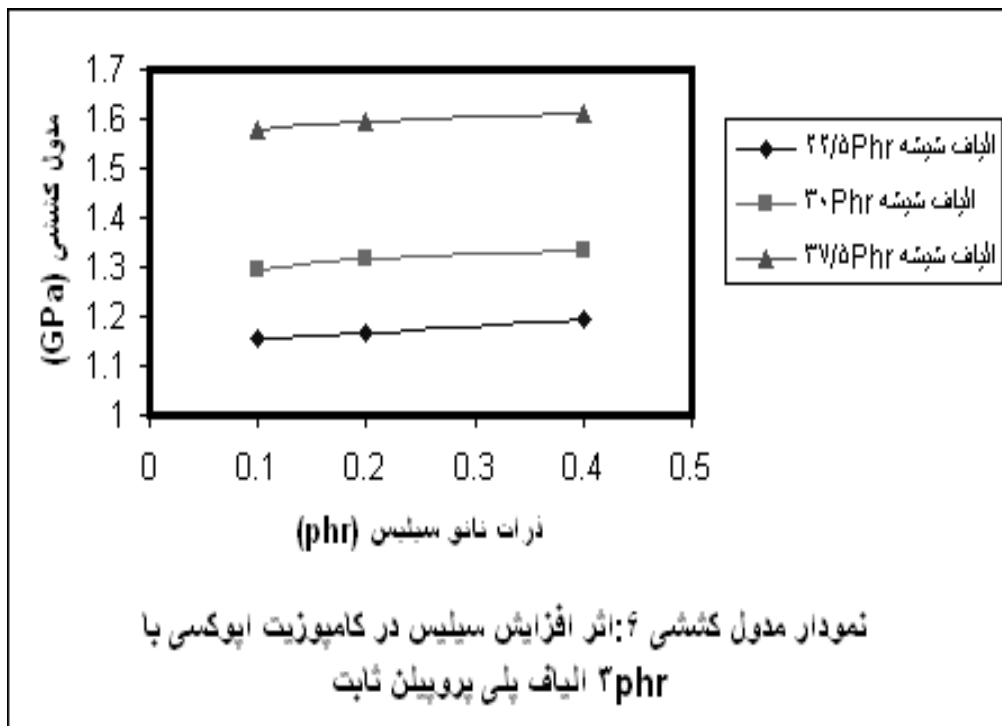 1.7
1.6
1.5
1.4
1.3
1.2
1.1
1
مدول کششی (GPa)
0 0.1 0.2 0.3 0.4 0.5
ذرات نانو سیلیس (phr)
الیاف شیشه ۲۲/۵Phr
الیاف شیشه ۳۰Phr
الیاف شیشه ۳۷/۵Phr
نمودار مدول کششی ۶:اثر افزایش سیلیس در کامپوزیت اپوکسی با
۳phr الیاف پلی پروپیلن ثابت